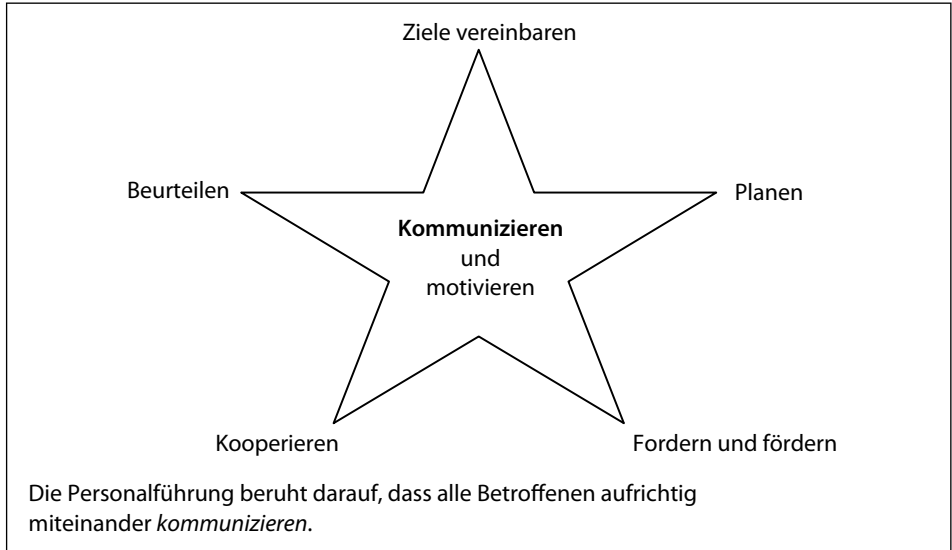 Ziele vereinbaren
Beurteilen
Planen
Kommunizieren
und
motivieren
Kooperieren
Fordern und fördern
Die Personalführung beruht darauf, dass alle Betroffenen aufrichtig
miteinander kommunizieren.